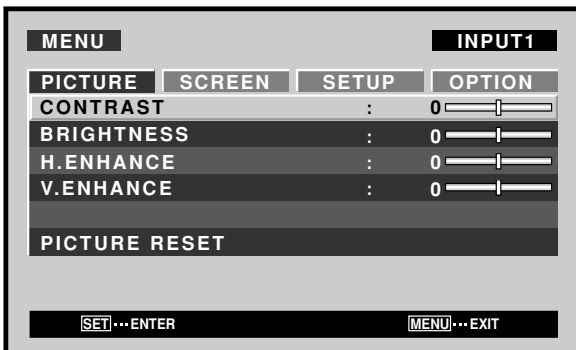 MENU INPUT1
PICTURE SCREEN SETUP OPTION
CONTRAST : 0
BRIGHTNESS : 0
H.ENHANCE : 0
V.ENHANCE : 0
PICTURE RESET
SET···ENTER MENU···EXIT